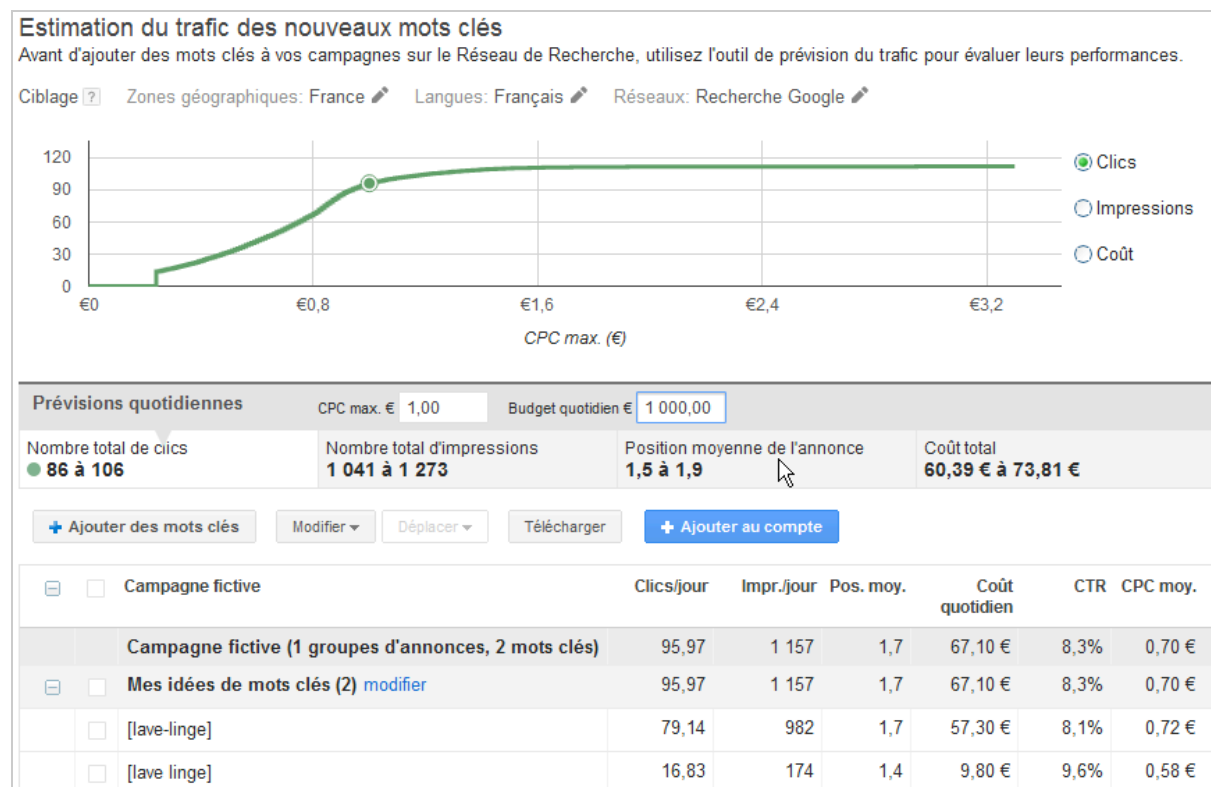 Estimation du trafic des nouveaux mots clés
Avant d'ajouter des mots clés à vos campagnes sur le Réseau de Recherche, utilisez l'outil de prévision du trafic pour évaluer leurs performances.
Ciblage ? Zones géographiques: France Langues: Français Réseaux: Recherche Google
120
90
60
30
0
€0 €0,8 €1,6 €2,4 €3,2
CPC max. (€)
Clics
Impressions
Coût
Prévisions quotidiennes CPC max. € 1,00 Budget quotidien € 1 000,00
Nombre total de clics Nombre total d'impressions Position moyenne de l'annonce Coût total
86 à 106 1 041 à 1 273 1,5 à 1,9 60,39 € à 73,81 €
Ajouter des mots clés Modifier Déplacer Télécharger Ajouter au compte
Campagne fictive Clics/jour Impr./jour Pos. moy. Coût quotidien CTR CPC moy.
Campagne fictive (1 groupes d'annonces, 2 mots clés) 95,97 1 157 1,7 67,10 € 8,3% 0,70 €
Mes idées de mots clés (2) modifier 95,97 1 157 1,7 67,10 € 8,3% 0,70 €
[lave-linge] 79,14 982 1,7 57,30 € 8,1% 0,72 €
[lave linge] 16,83 174 1,4 9,80 € 9,6% 0,58 €